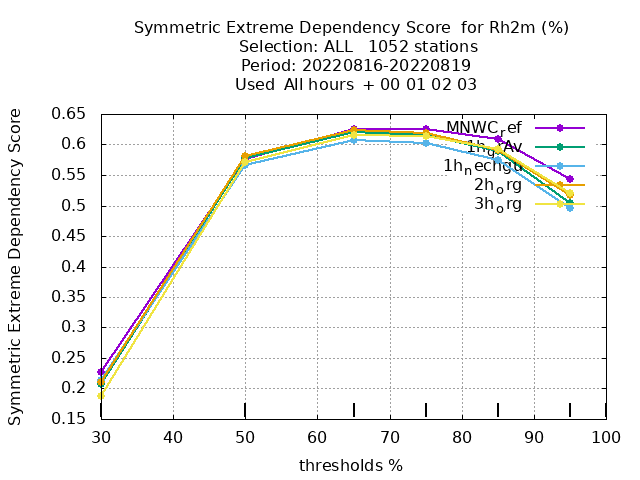 Symmetric Extreme Dependency Score for Rh2m (%)
Selection: ALL 1052 stations
Period: 20220816-20220819
Used All hours + 00 01 02 03
Symmetric Extreme Dependency Score
0.65
0.6
0.55
0.5
0.45
0.4
0.35
0.3
0.25
0.2
0.15
MNWC_ref
1h_grAv
1h_nechgu
2h_org
3h_org
30 40 50 60 70 80 90 100
thresholds %